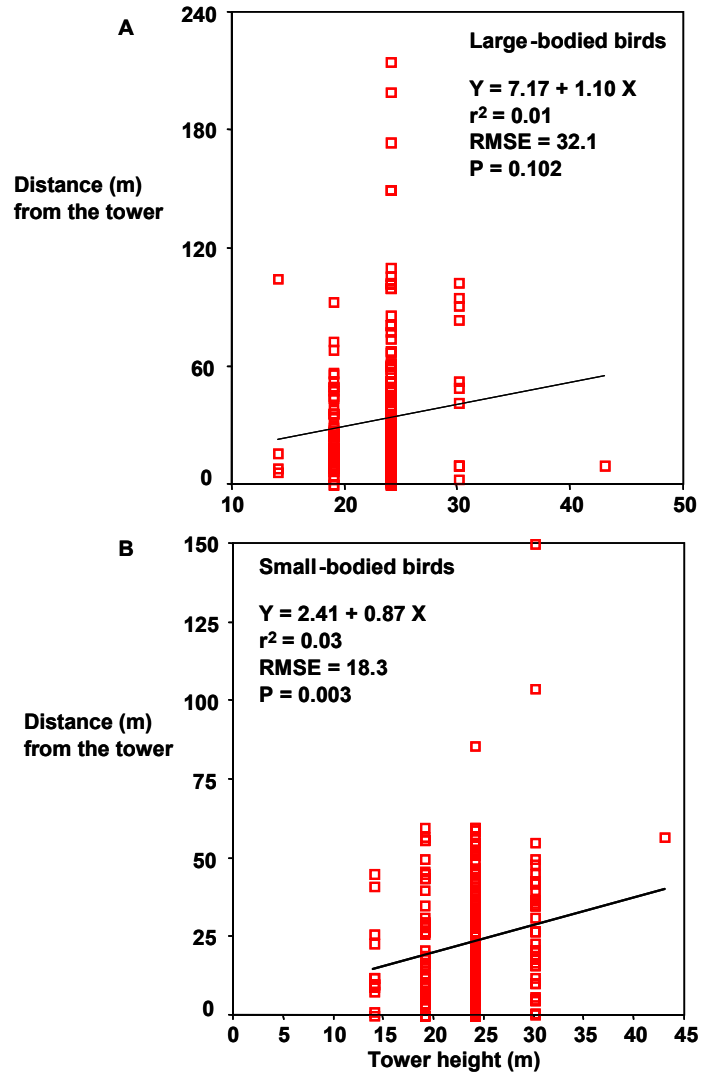 A
Large-bodied birds
Y = 7.17 + 1.10 X
r² = 0.01
RMSE = 32.1
P = 0.102
Distance (m)
from the tower
240
180
120
60
0
10 20 30 40 50
B
Small-bodied birds
Y = 2.41 + 0.87 X
r² = 0.03
RMSE = 18.3
P = 0.003
Distance (m)
from the tower
150
125
100
75
50
25
0
0 5 10 15 20 25 30 35 40 45
Tower height (m)